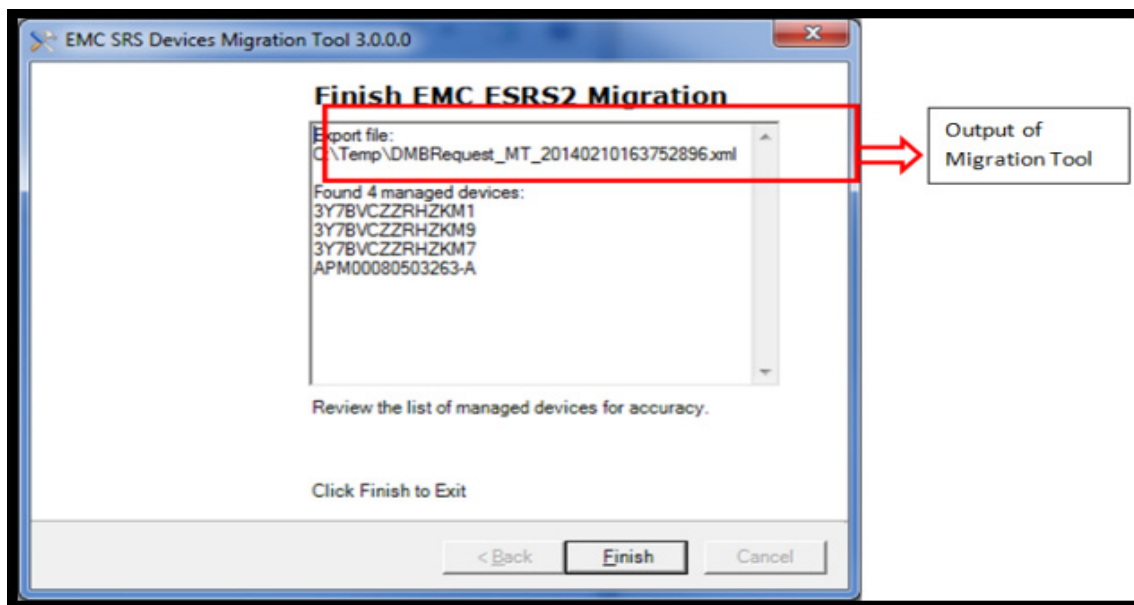 EMC SRS Devices Migration Tool 3.0.0.0
Finish EMC ESRS2 Migration
Export file:
C:\Temp\DMBRequest_MT_20140210163752896.xml
Output of
Migration Tool
Found 4 managed devices:
3Y7BVCZZRHZKM1
3Y7BVCZZRHZKM9
3Y7BVCZZRHZKM7
APM00080503263-A
Review the list of managed devices for accuracy.
Click Finish to Exit
< Back
Finish
Cancel